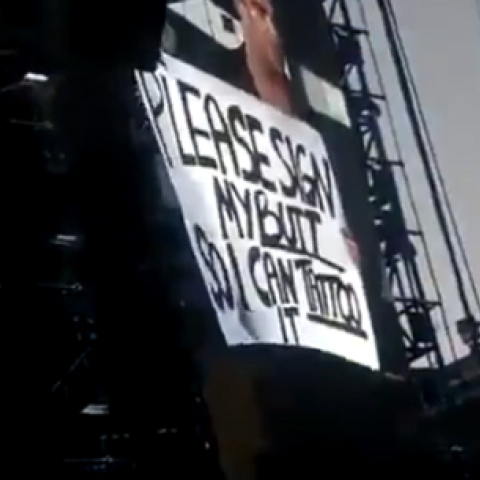 PLEASE SIGN
MY BUTT
SO I CAN TATTOO
IT